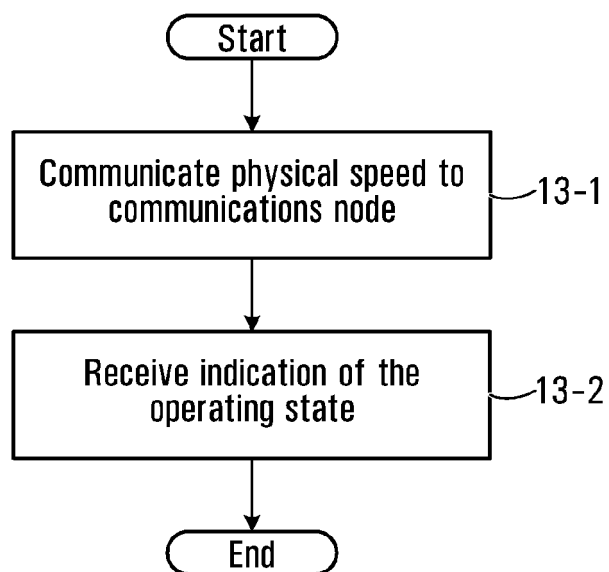 Start
Communicate physical speed to
communications node
13-1
Receive indication of the
operating state
13-2
End